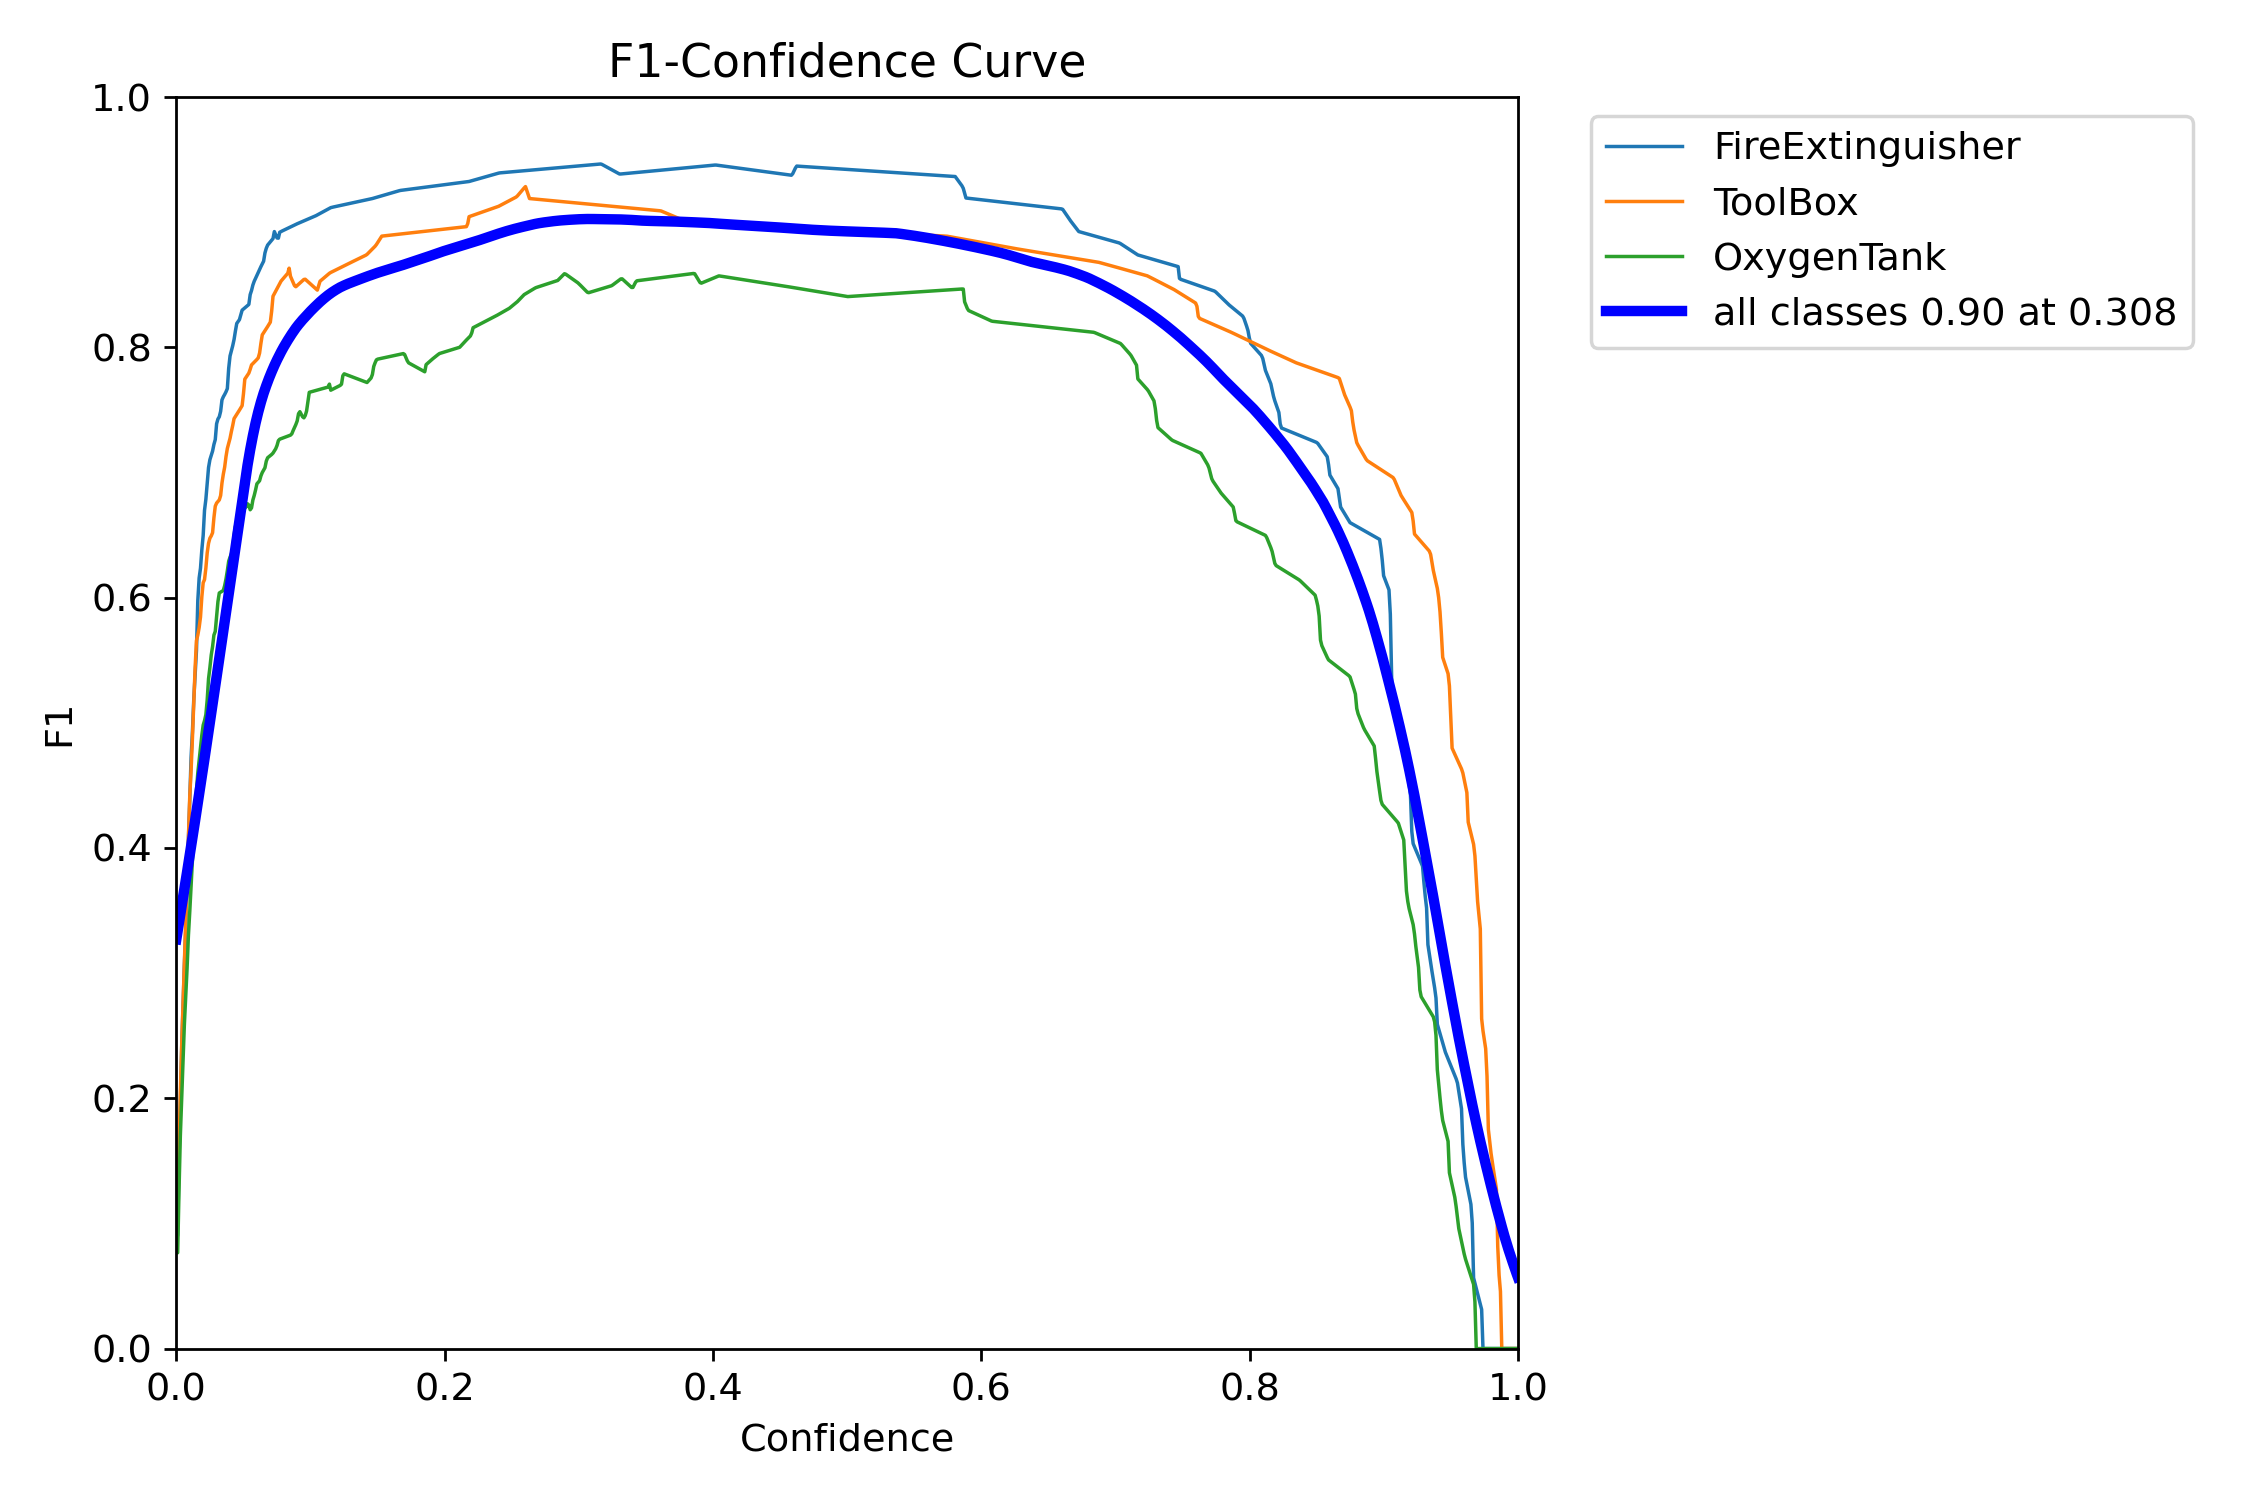 F1-Confidence Curve
FireExtinguisher
ToolBox
OxygenTank
all classes 0.90 at 0.308
F1
1.0
0.8
0.6
0.4
0.2
0.0
0.0 0.2 0.4 0.6 0.8 1.0
Confidence